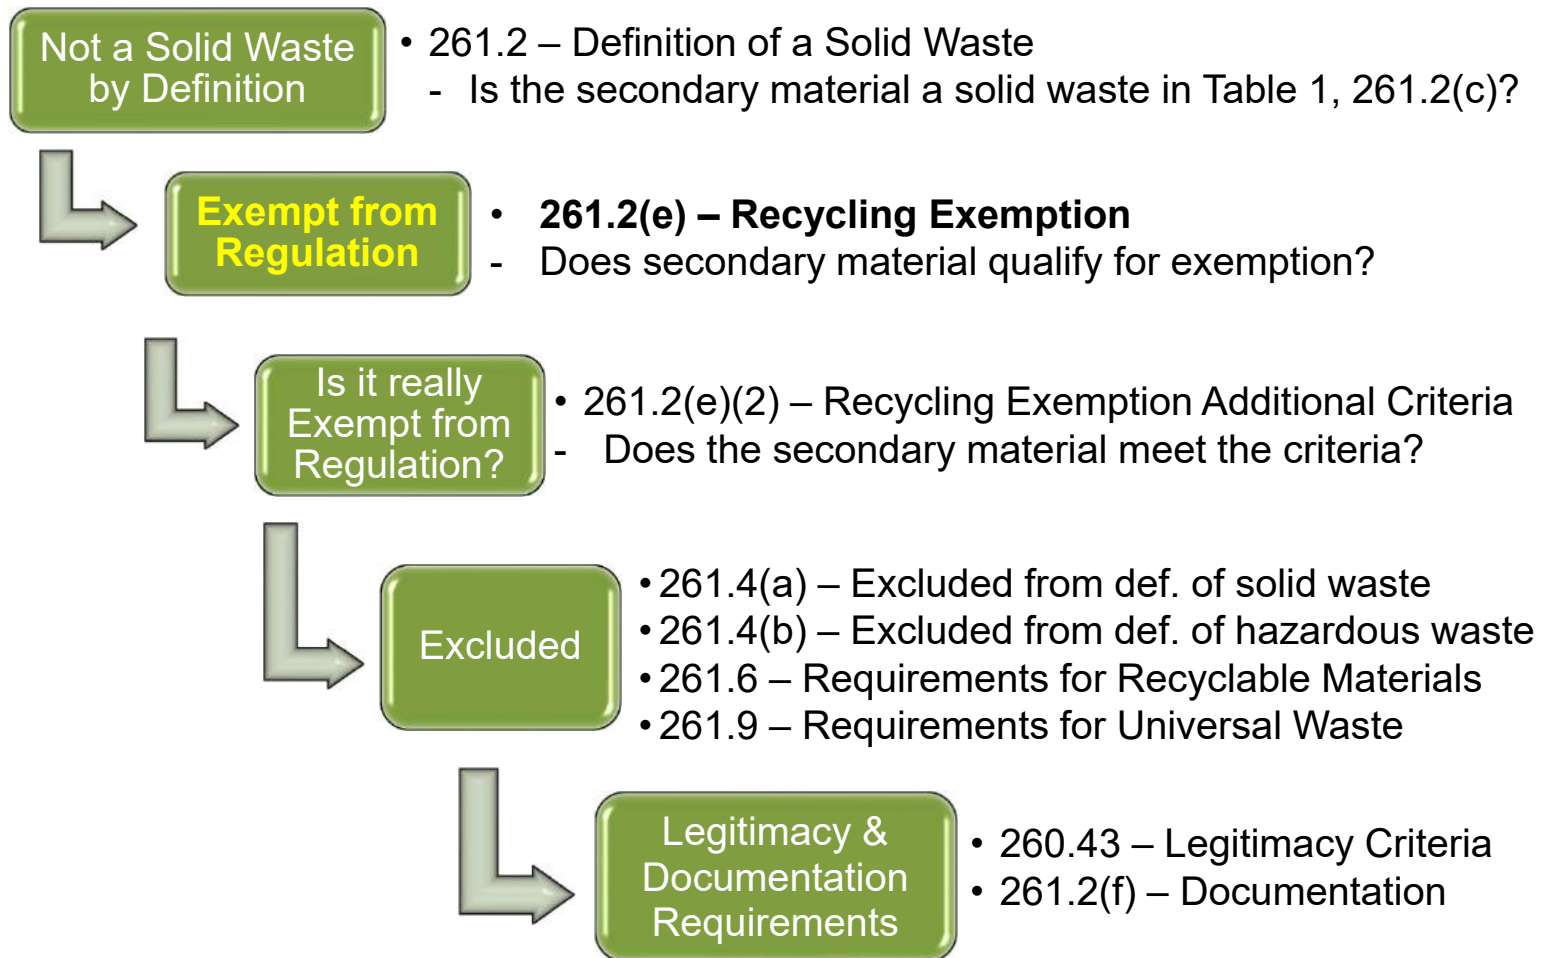 Not a Solid Waste
by Definition
• 261.2 – Definition of a Solid Waste
- Is the secondary material a solid waste in Table 1, 261.2(c)?
Exempt from
Regulation
• 261.2(e) – Recycling Exemption
- Does secondary material qualify for exemption?
Is it really
Exempt from
Regulation?
• 261.2(e)(2) – Recycling Exemption Additional Criteria
- Does the secondary material meet the criteria?
Excluded
• 261.4(a) – Excluded from def. of solid waste
• 261.4(b) – Excluded from def. of hazardous waste
• 261.6 – Requirements for Recyclable Materials
• 261.9 – Requirements for Universal Waste
Legitimacy &
Documentation
Requirements
• 260.43 – Legitimacy Criteria
• 261.2(f) – Documentation